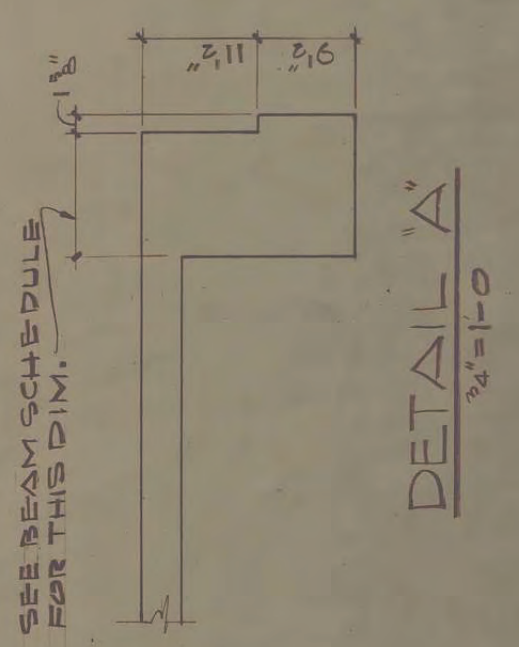 SEE BEAM SCHEDULE
FOR THIS DIM.
1 3/8"
11 1/2"
9 1/2"
DETAIL "A"
3/4"=1'-0